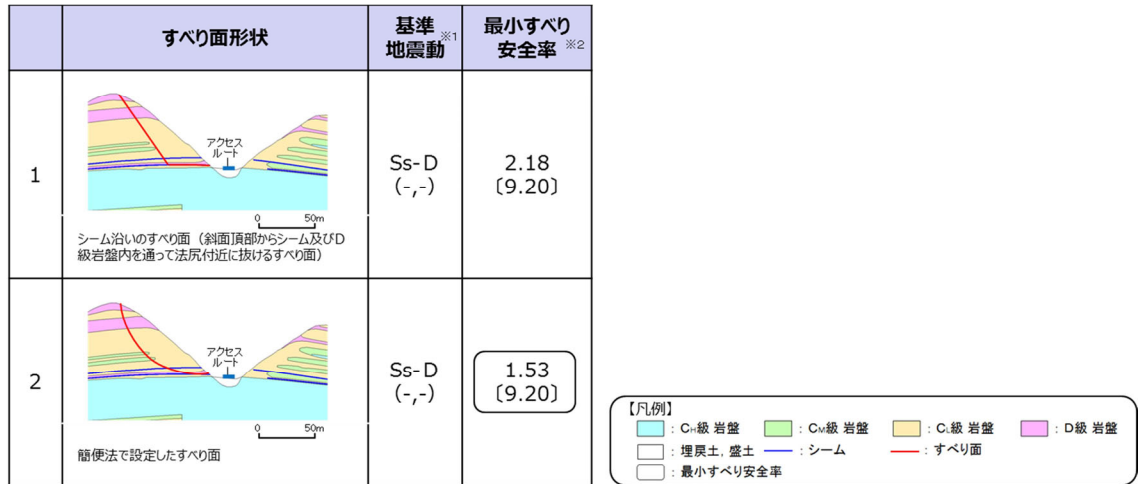 すべり面形状
基準
地震動 ※1
最小すべり
安全率 ※2
1
アクセス
ルート
0 50m
シーム沿いのすべり面（斜面頂部からシーム及びD
級岩盤内を通って法尻付近に抜けるすべり面）
Ss-D
(-,-)
2.18
〔9.20〕
2
アクセス
ルート
0 50m
簡便法で設定したすべり面
Ss-D
(-,-)
1.53
〔9.20〕
【凡例】
：CH級 岩盤 ：CM級 岩盤 ：CL級 岩盤 ：D級 岩盤
：埋戻土，盛土 ：シーム ：すべり面
：最小すべり安全率